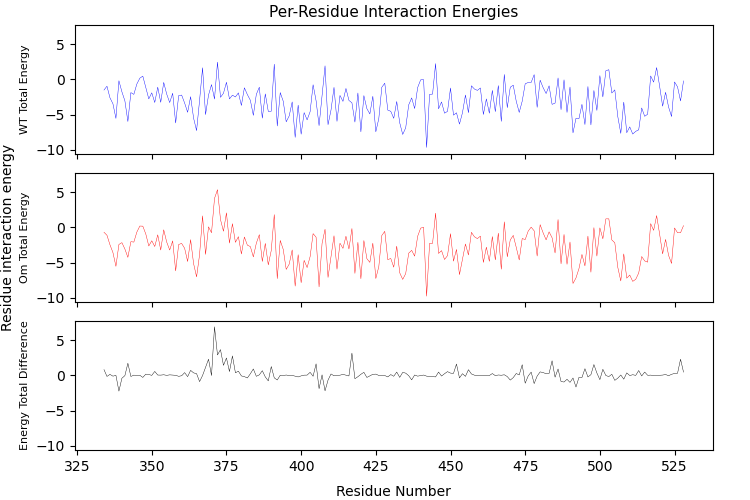 Per-Residue Interaction Energies
Residue interaction energy
WT Total Energy
5
0
−5
−10
Om Total Energy
5
0
−5
−10
Energy Total Difference
5
0
−5
−10
325 350 375 400 425 450 475 500 525
Residue Number